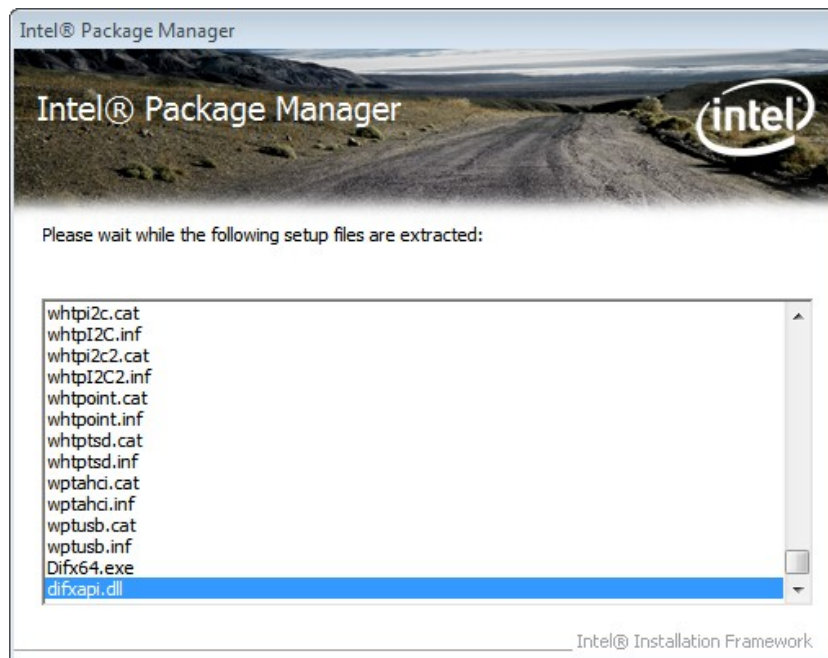 Intel® Package Manager
Intel® Package Manager
intel
Please wait while the following setup files are extracted:
whtpi2c.cat
whtpI2C.inf
whtpi2c2.cat
whtpI2C2.inf
whtpoint.cat
whtpoint.inf
whtptsd.cat
whtptsd.inf
wptahci.cat
wptahci.inf
wptusb.cat
wptusb.inf
Difx64.exe
difxapi.dll
Intel® Installation Framework